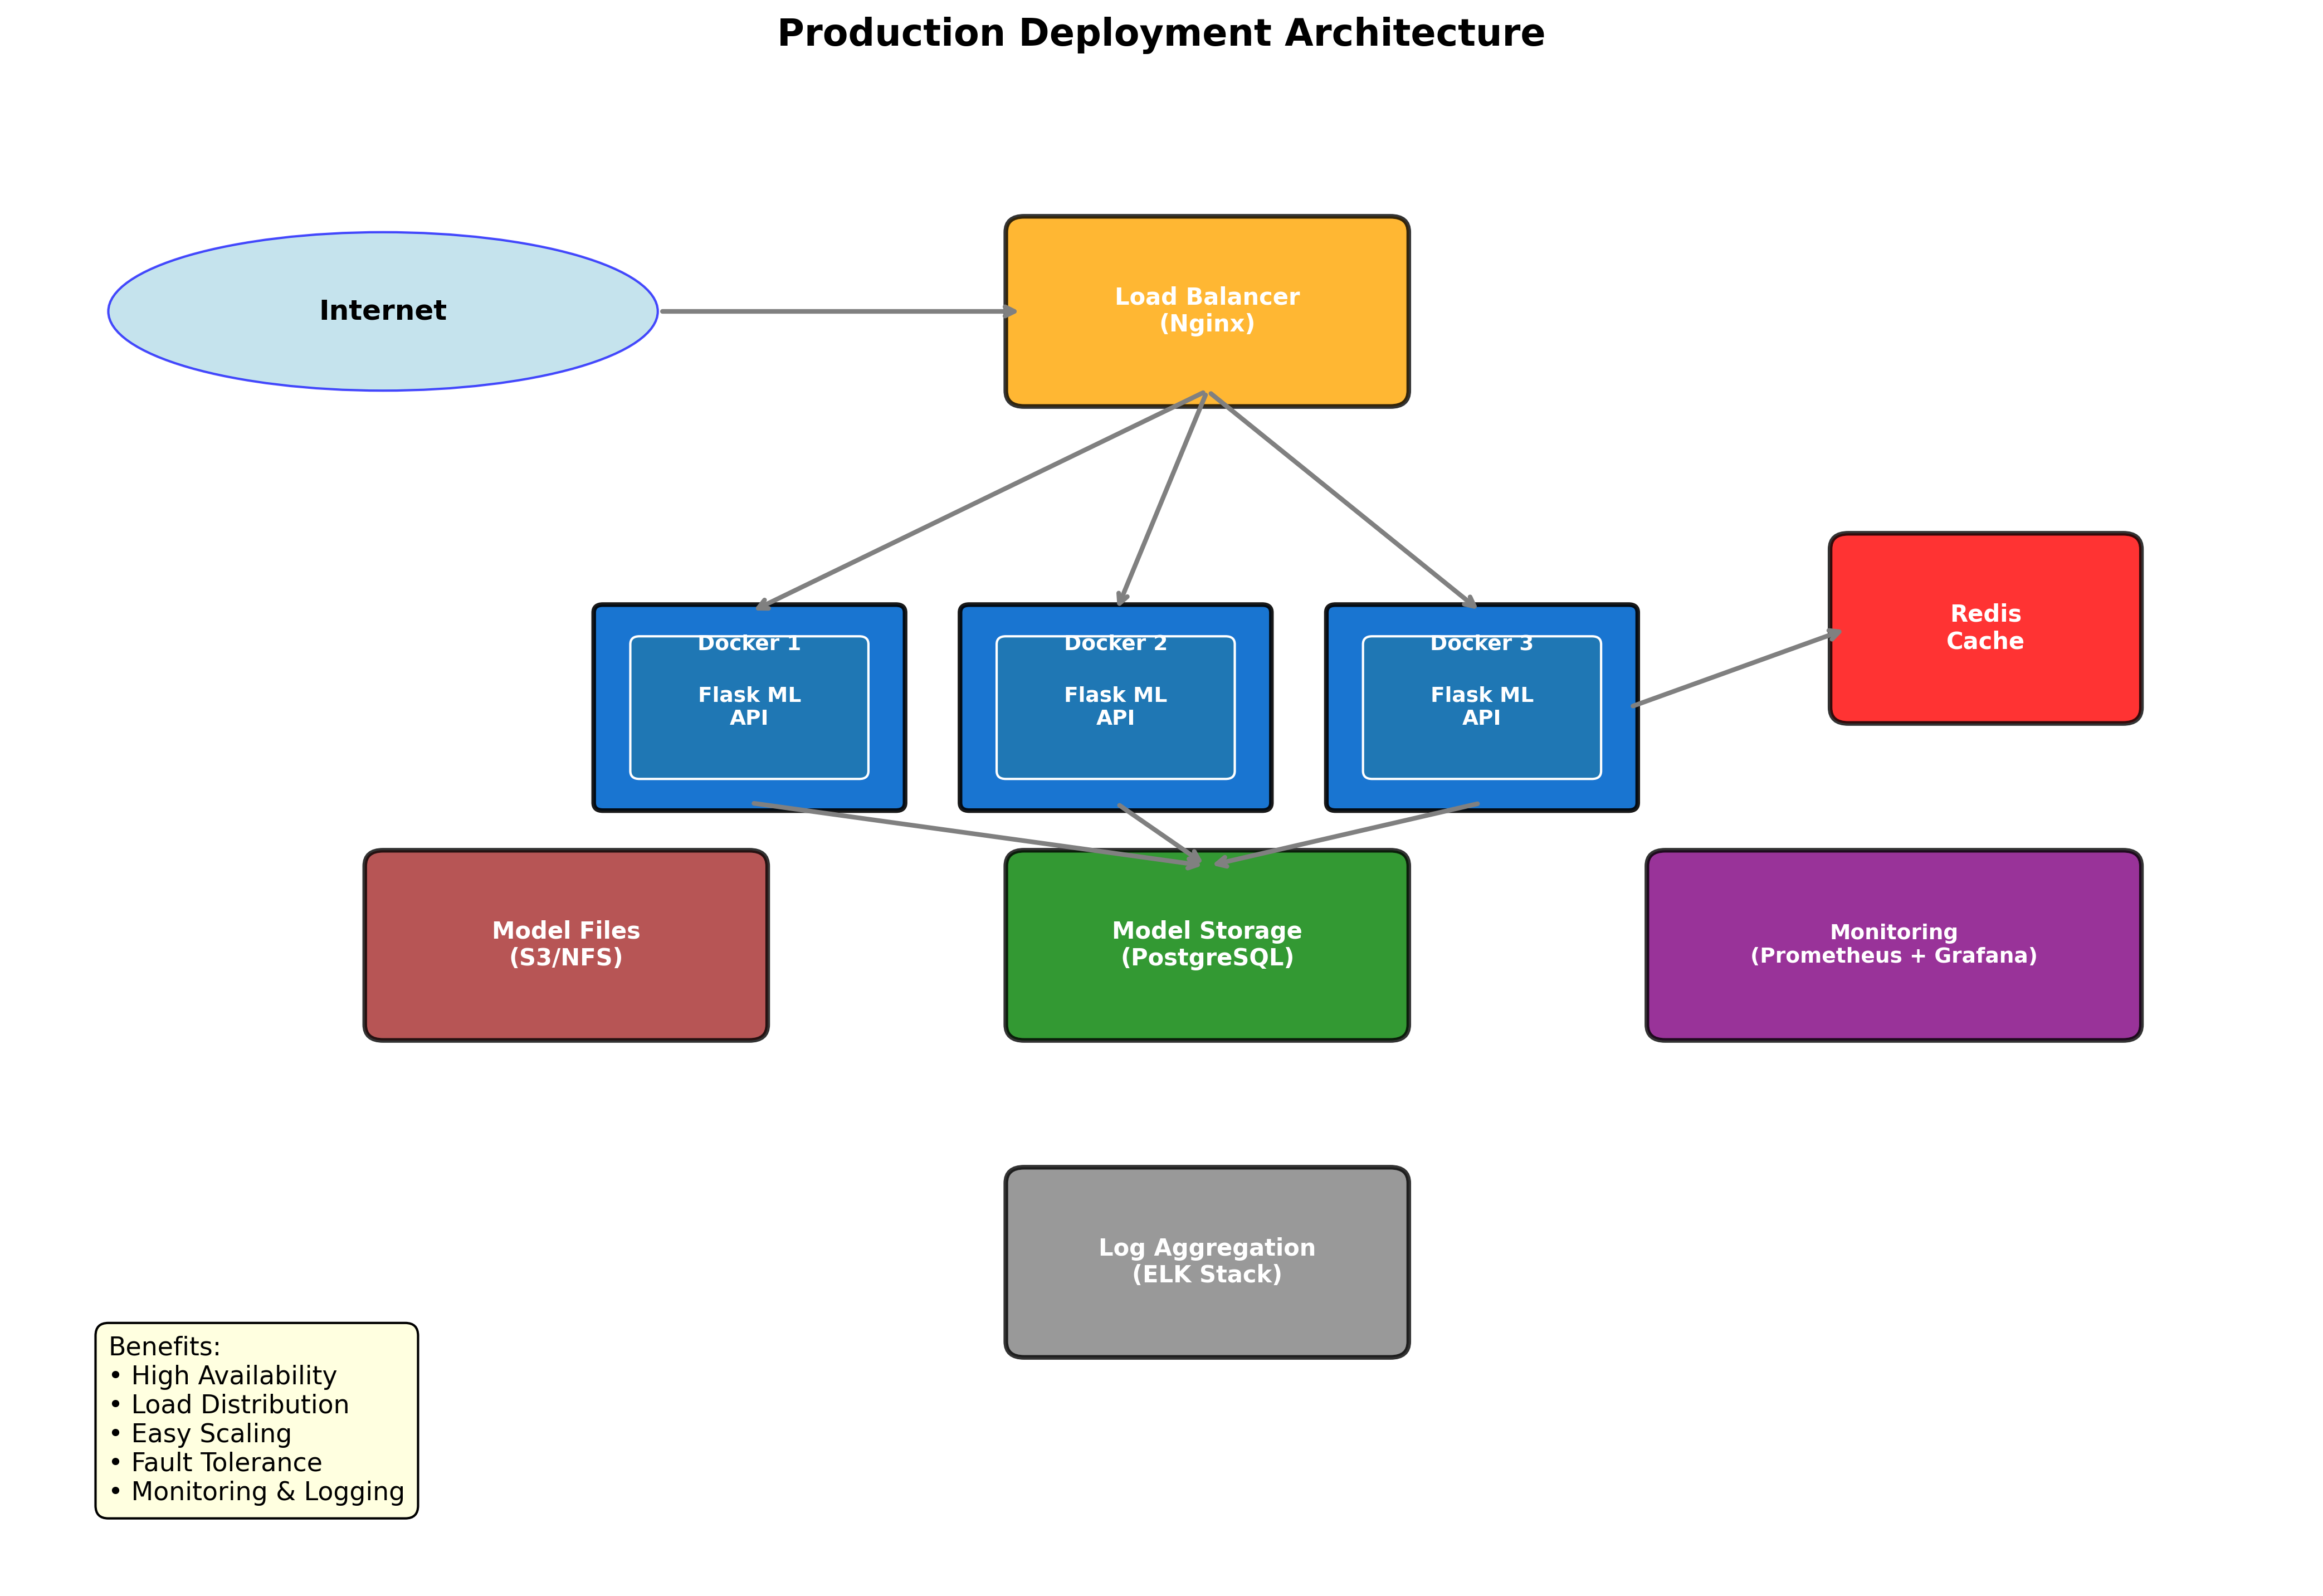 Production Deployment Architecture
Internet
Load Balancer
(Nginx)
Redis
Cache
Docker 1
Flask ML
API
Docker 2
Flask ML
API
Docker 3
Flask ML
API
Model Files
(S3/NFS)
Model Storage
(PostgreSQL)
Monitoring
(Prometheus + Grafana)
Log Aggregation
(ELK Stack)
Benefits:
• High Availability
• Load Distribution
• Easy Scaling
• Fault Tolerance
• Monitoring & Logging